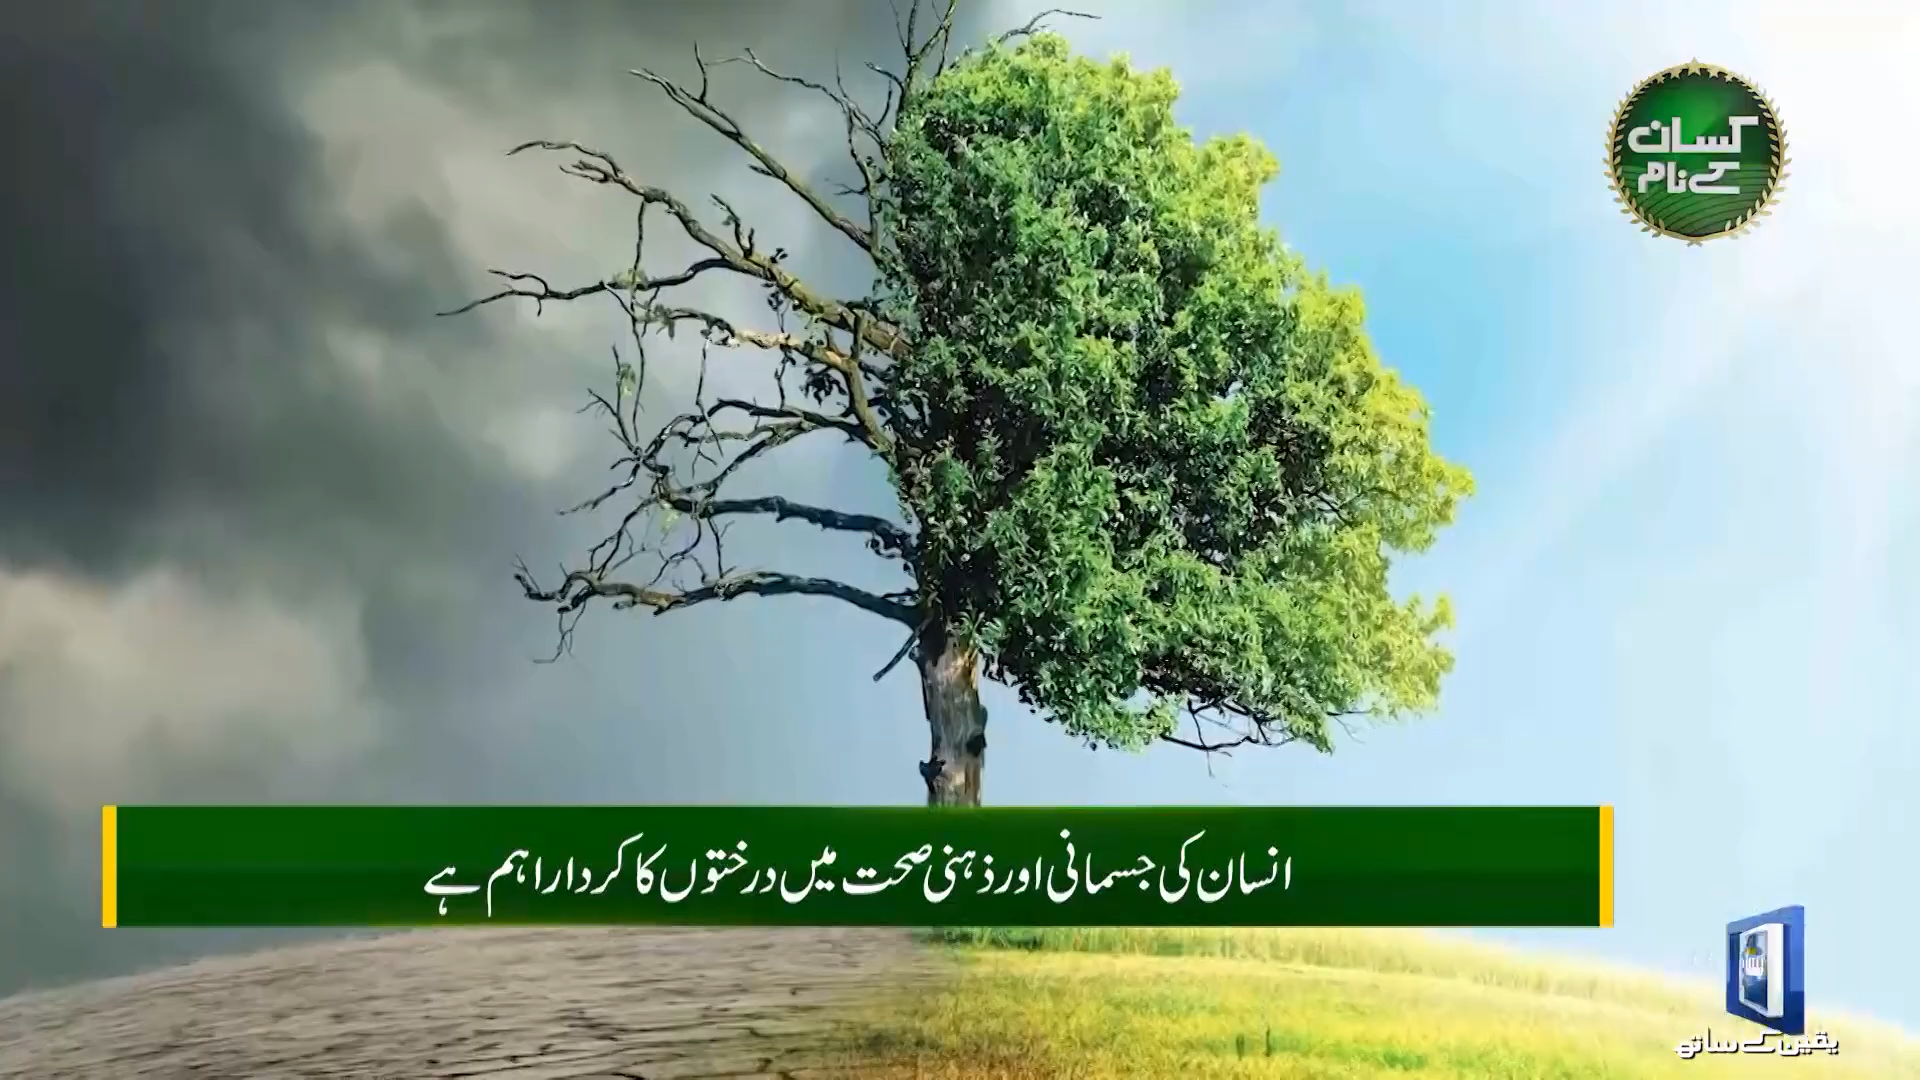 کسان
کے نام
انسان کی جسمانی اور ذہنی صحت میں درختوں کا کردار اہم ہے
یقین کے ساتھ